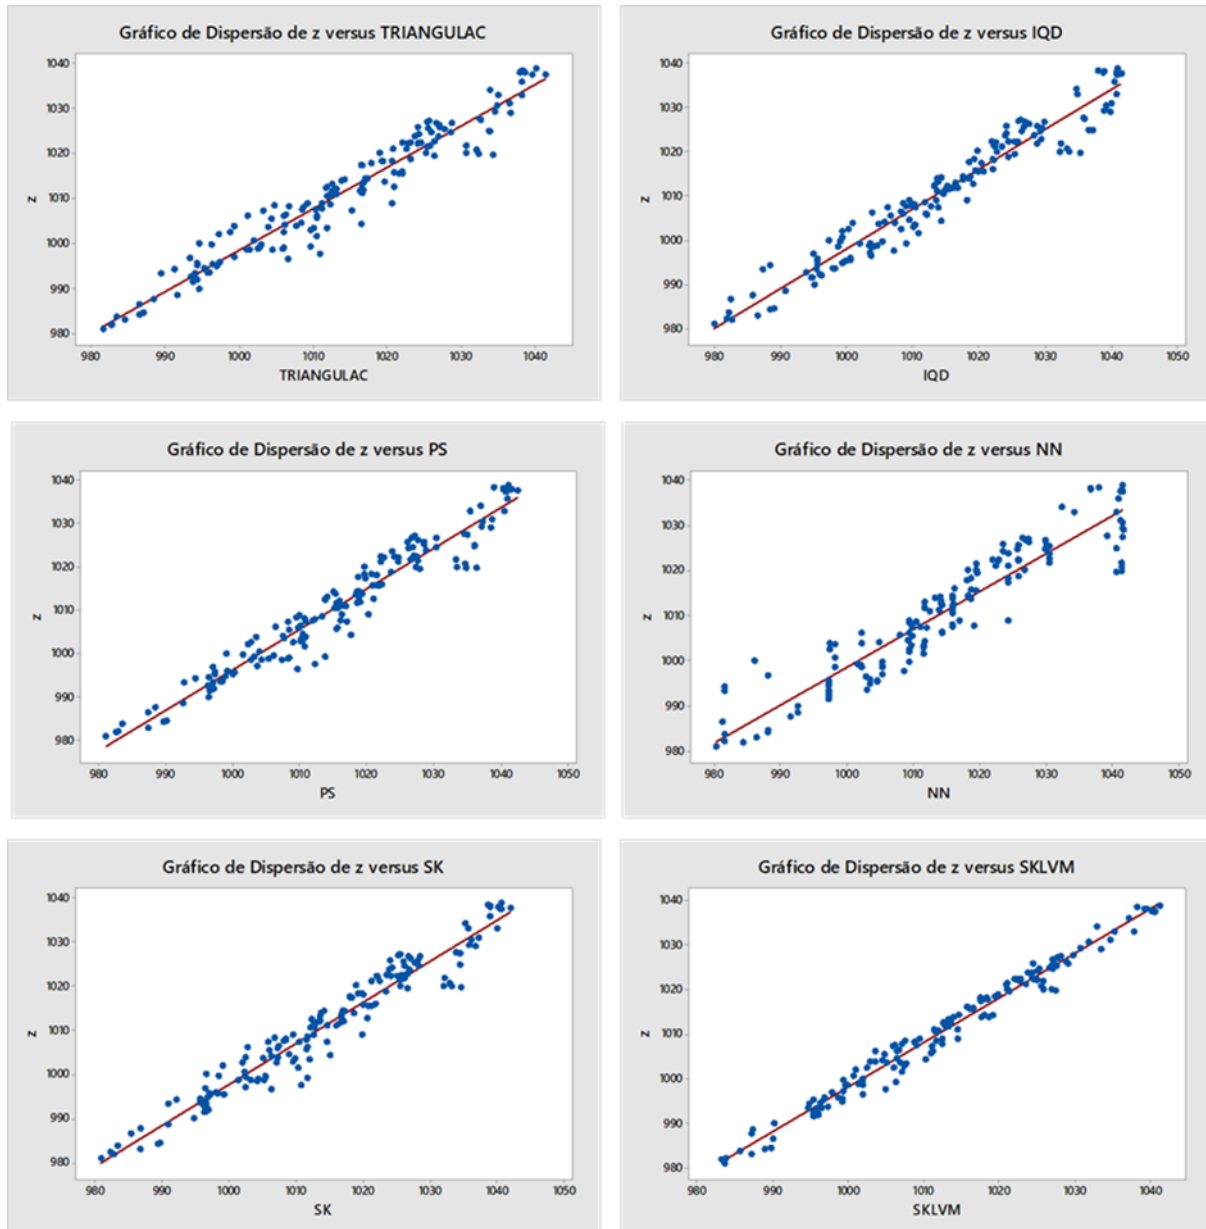 Gráfico de Dispersão de z versus TRIANGULAC
1040
1030
1020
1010
1000
990
980
z
980 990 1000 1010 1020 1030 1040
TRIANGULAC
Gráfico de Dispersão de z versus IQD
1040
1030
1020
1010
1000
990
980
z
980 990 1000 1010 1020 1030 1040 1050
IQD
Gráfico de Dispersão de z versus PS
1040
1030
1020
1010
1000
990
980
z
980 990 1000 1010 1020 1030 1040 1050
PS
Gráfico de Dispersão de z versus NN
1040
1030
1020
1010
1000
990
980
z
980 990 1000 1010 1020 1030 1040 1050
NN
Gráfico de Dispersão de z versus SK
1040
1030
1020
1010
1000
990
980
z
980 990 1000 1010 1020 1030 1040 1050
SK
Gráfico de Dispersão de z versus SKLVM
1040
1030
1020
1010
1000
990
980
z
980 990 1000 1010 1020 1030 1040
SKLVM